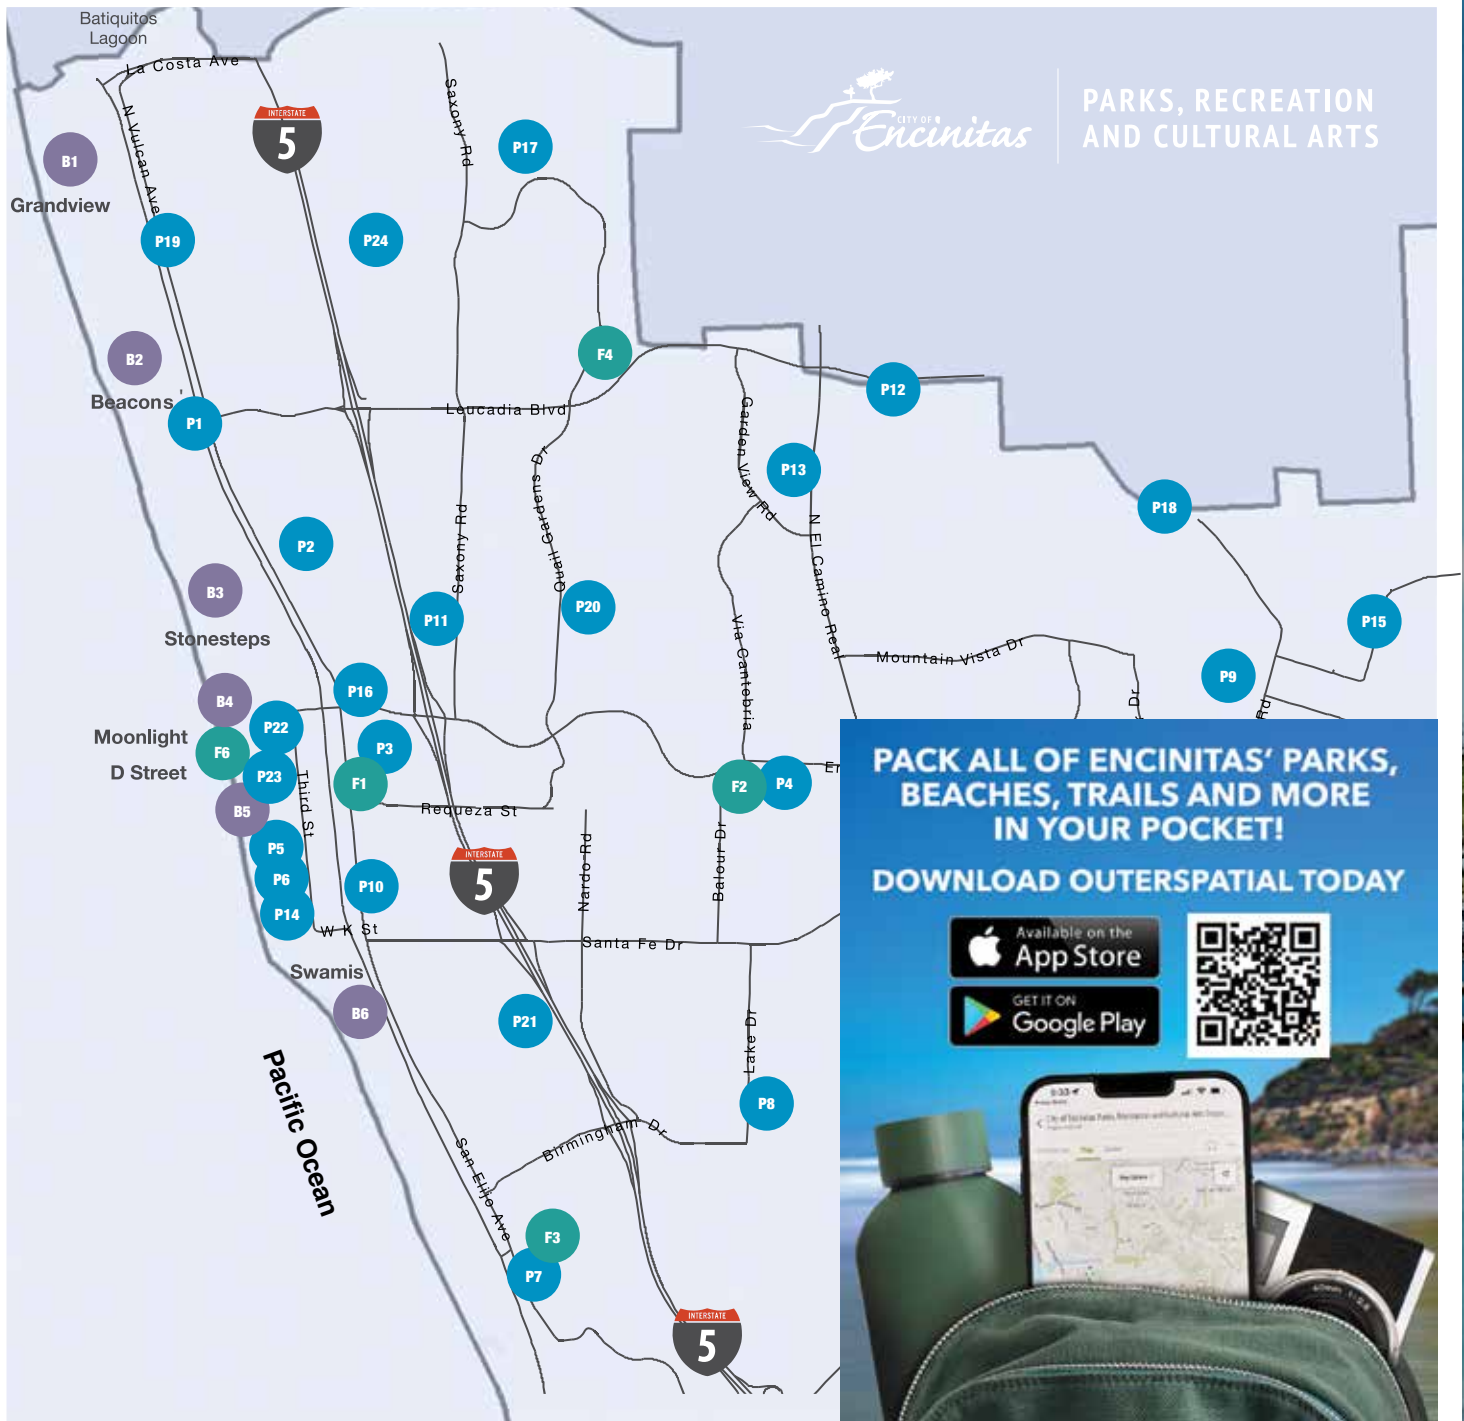 Batiquitos
Lagoon
La Costa Ave
N Vulcan Ave
Saxony Rd
INTERSTATE
5
CITY OF
Encinitas
PARKS, RECREATION
AND CULTURAL ARTS
B1
Grandview
P17
P19
P24
B2
Beacons'
P1
F4
Leucadia Blvd
P12
Garden View Rd
P13
P18
Quail Gardens Dr
Saxony Rd
N El Camino Real
P2
B3
Stonesteps
P11
P20
P15
Via Cantebria
Mountain Vista Dr
P9
Dr
Rd
P16
B4
P22
Moonlight
F6
P3
D Street
P23
F1
F2
P4
B5
Third St
Requeza St
P5
P6
P10
P14
INTERSTATE
5
Nardo Rd
Balour Dr
W K St
Santa Fe Dr
Swamis
B6
P21
Lake Dr
P8
Birmingham Dr
Pacific Ocean
San Elijo Ave
F3
P7
INTERSTATE
5
En
PACK ALL OF ENCINITAS' PARKS,
BEACHES, TRAILS AND MORE
IN YOUR POCKET!
DOWNLOAD OUTERSPATIAL TODAY
Available on the
App Store
GET IT ON
Google Play